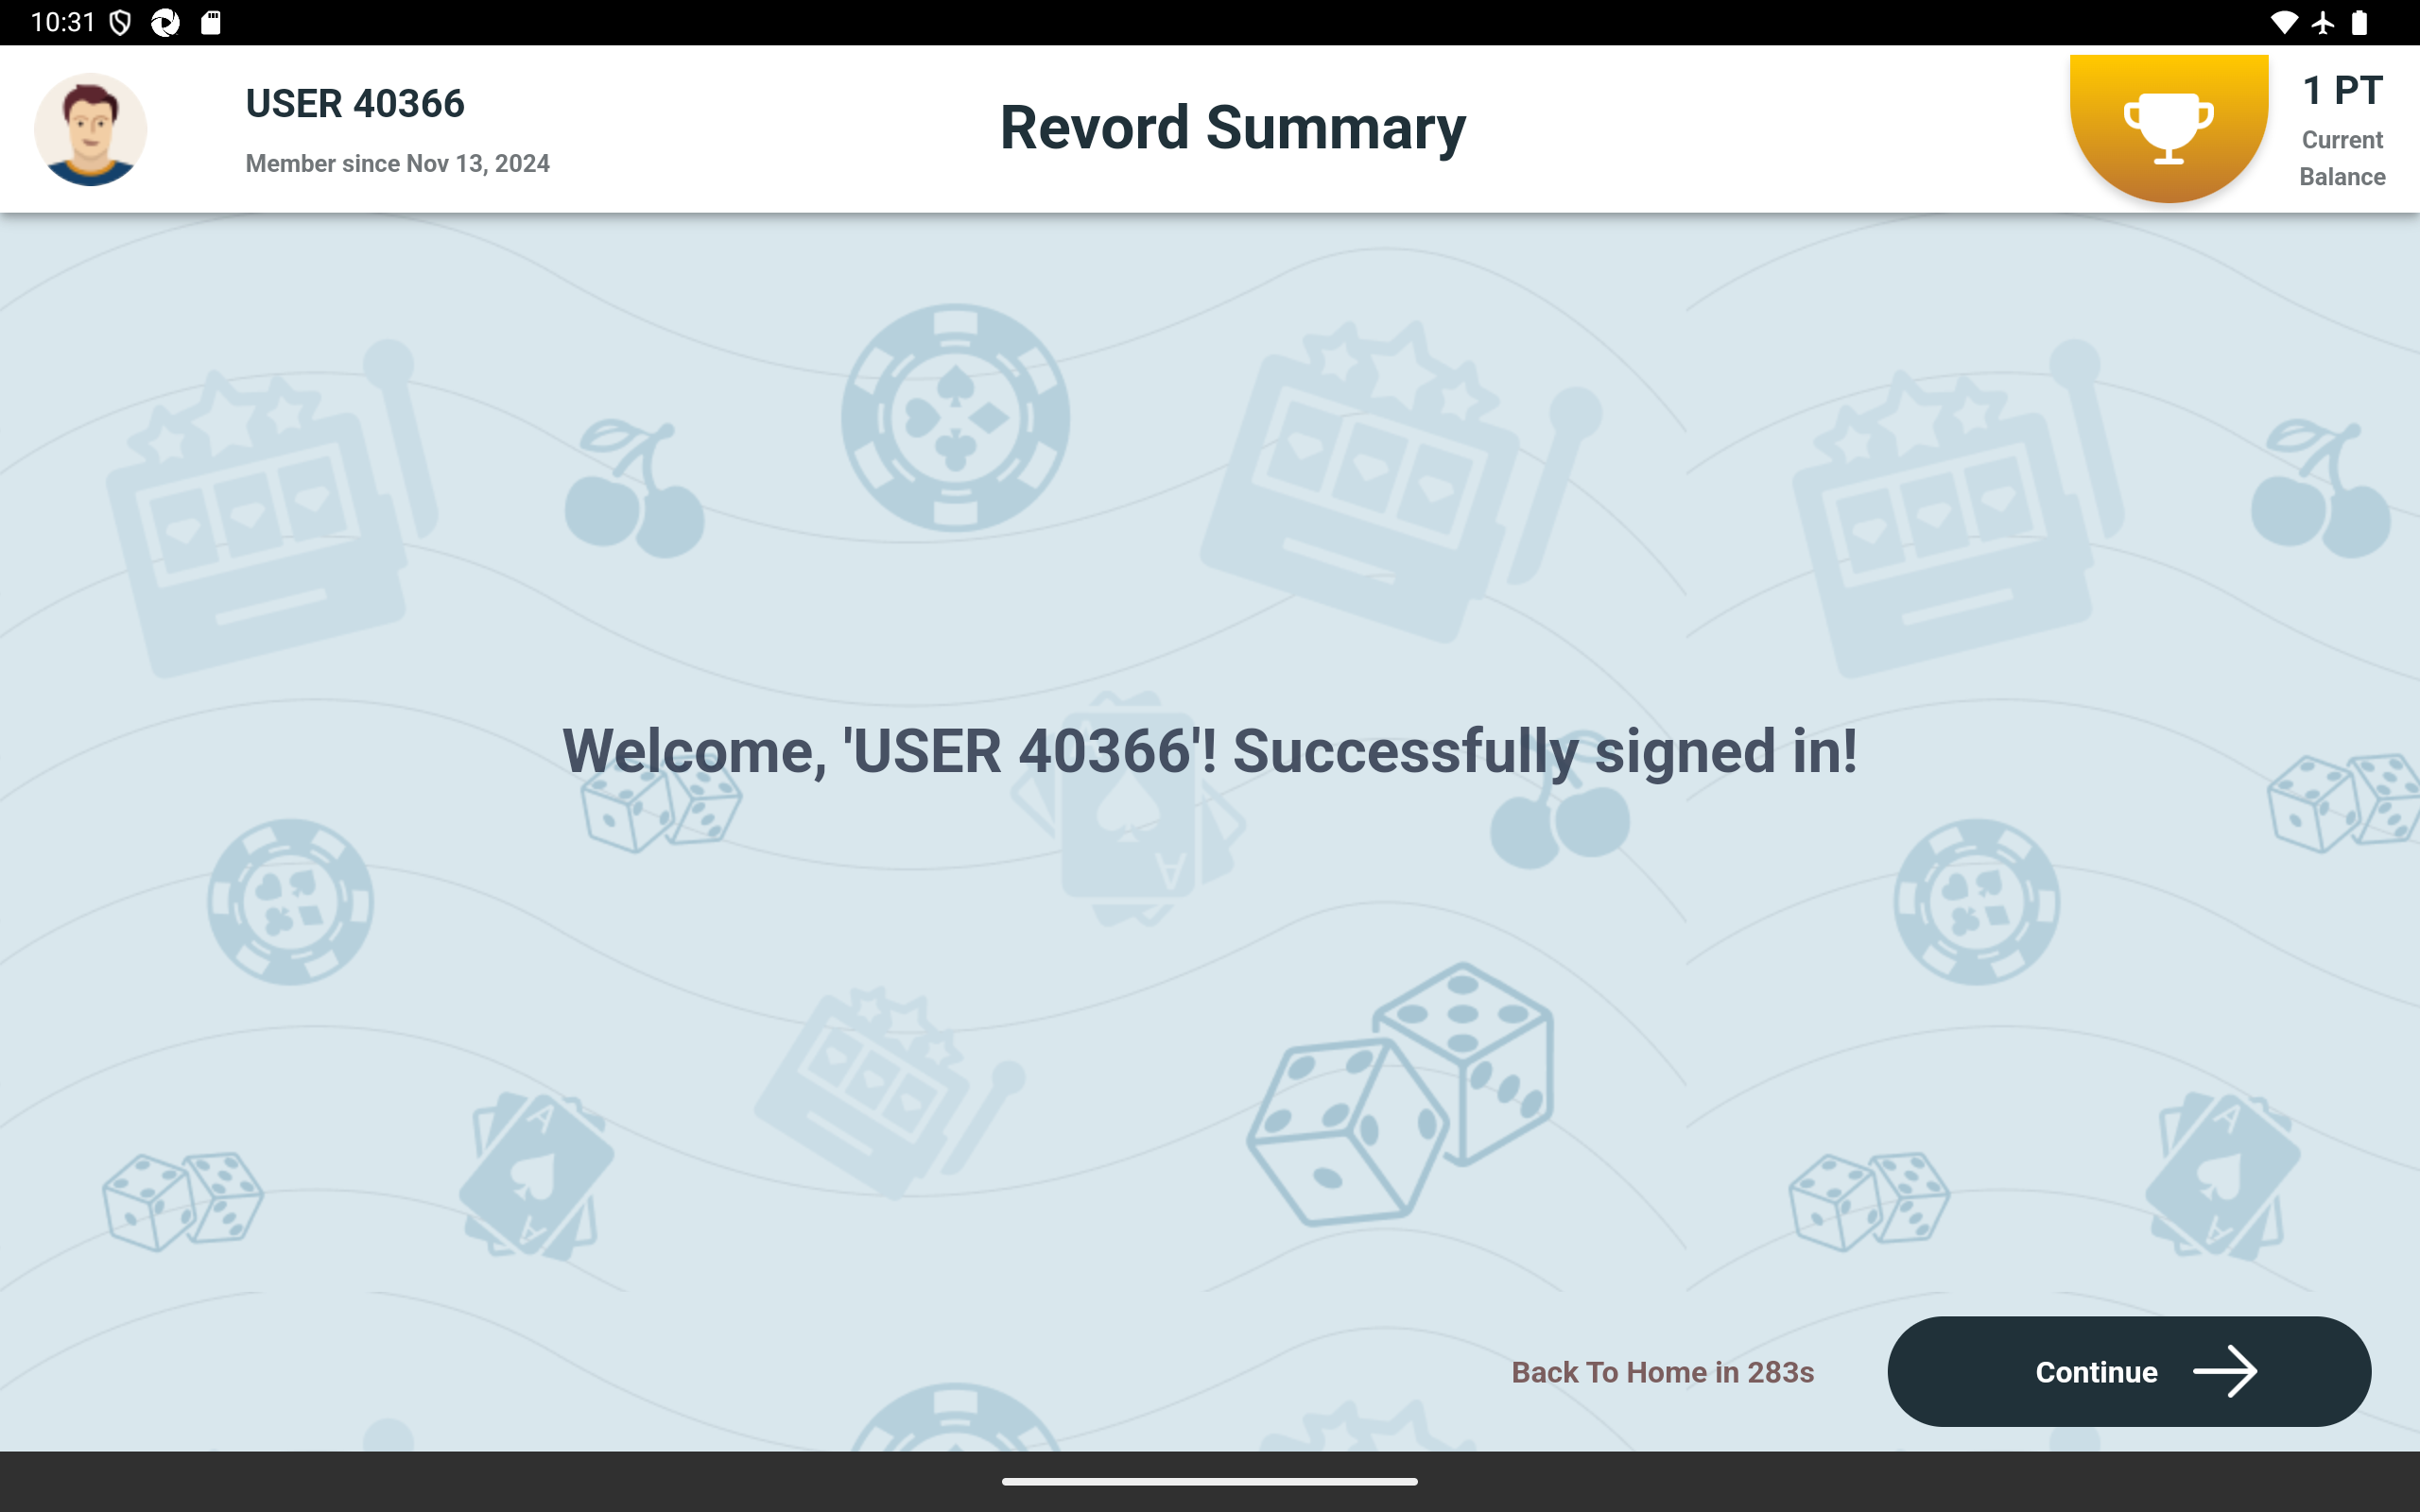 10:31
USER 40366
Member since Nov 13, 2024
Revord Summary
1 PT
Current
Balance
Welcome, 'USER 40366'! Successfully signed in!
Back To Home in 283s
Continue